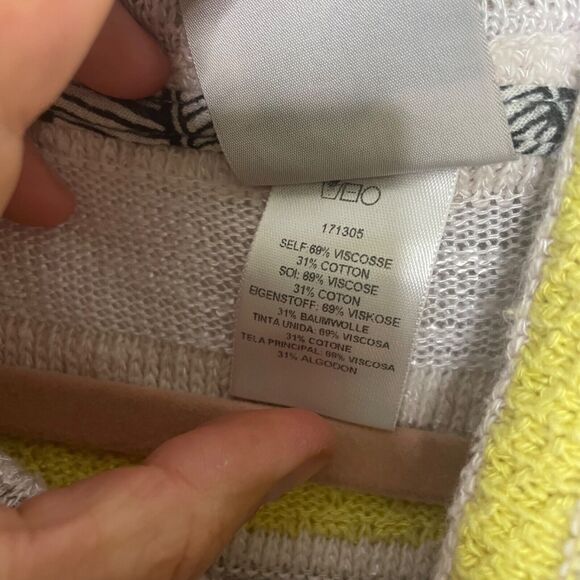 171305
SELF: 69% VISCOSSE
31% COTTON
SOI: 69% VISCOSE
31% COTON
EIGENSTOFF: 69% VISKOSE
31% BAUMWOLLE
TINTA UNIDA: 69% VISCOSA
31% COTONE
TELA PRINCIPAL: 69% VISCOSA
31% ALGODON